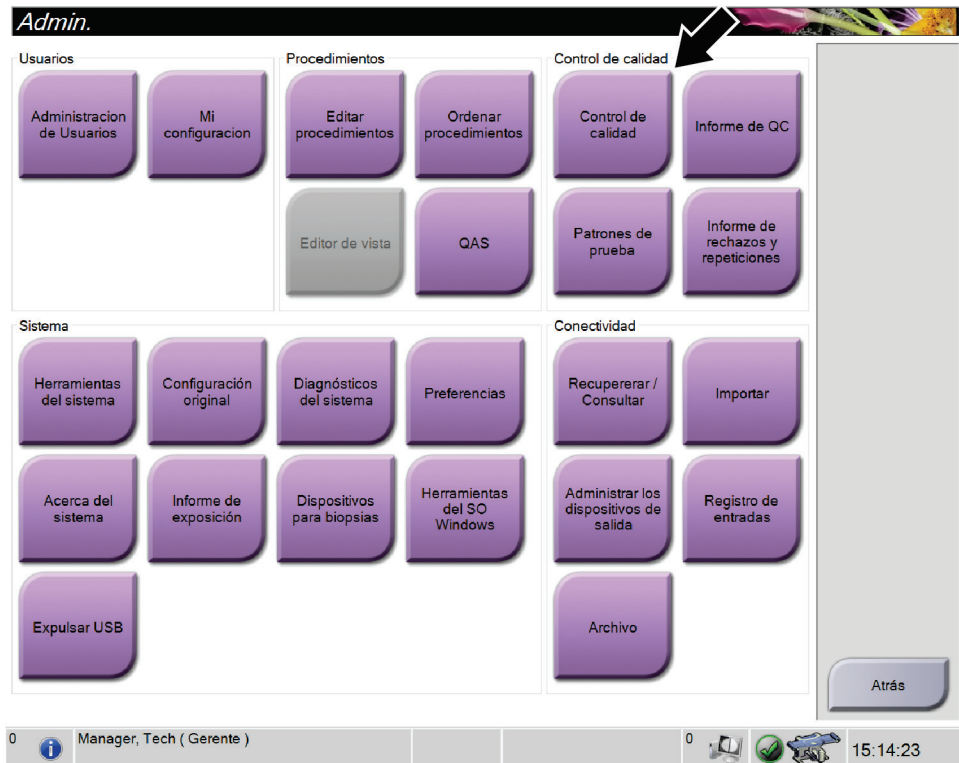 Admin.
Usuarios
Administracion
de Usuarios
Mi
configuracion
Procedimientos
Editar
procedimientos
Ordenar
procedimientos
Editor de vista
QAS
Control de calidad
Control de
calidad
Informe de QC
Patrones de
prueba
Informe de
rechazos y
repeticiones
Sistema
Herramientas
del sistema
Configuración
original
Diagnósticos
del sistema
Preferencias
Acerca del
sistema
Informe de
exposición
Dispositivos
para biopsias
Herramientas
del SO
Windows
Expulsar USB
Conectividad
Recupererar /
Consultar
Importar
Administrar los
dispositivos de
salida
Registro de
entradas
Archivo
Atrás
0
Manager, Tech ( Gerente )
0
15:14:23